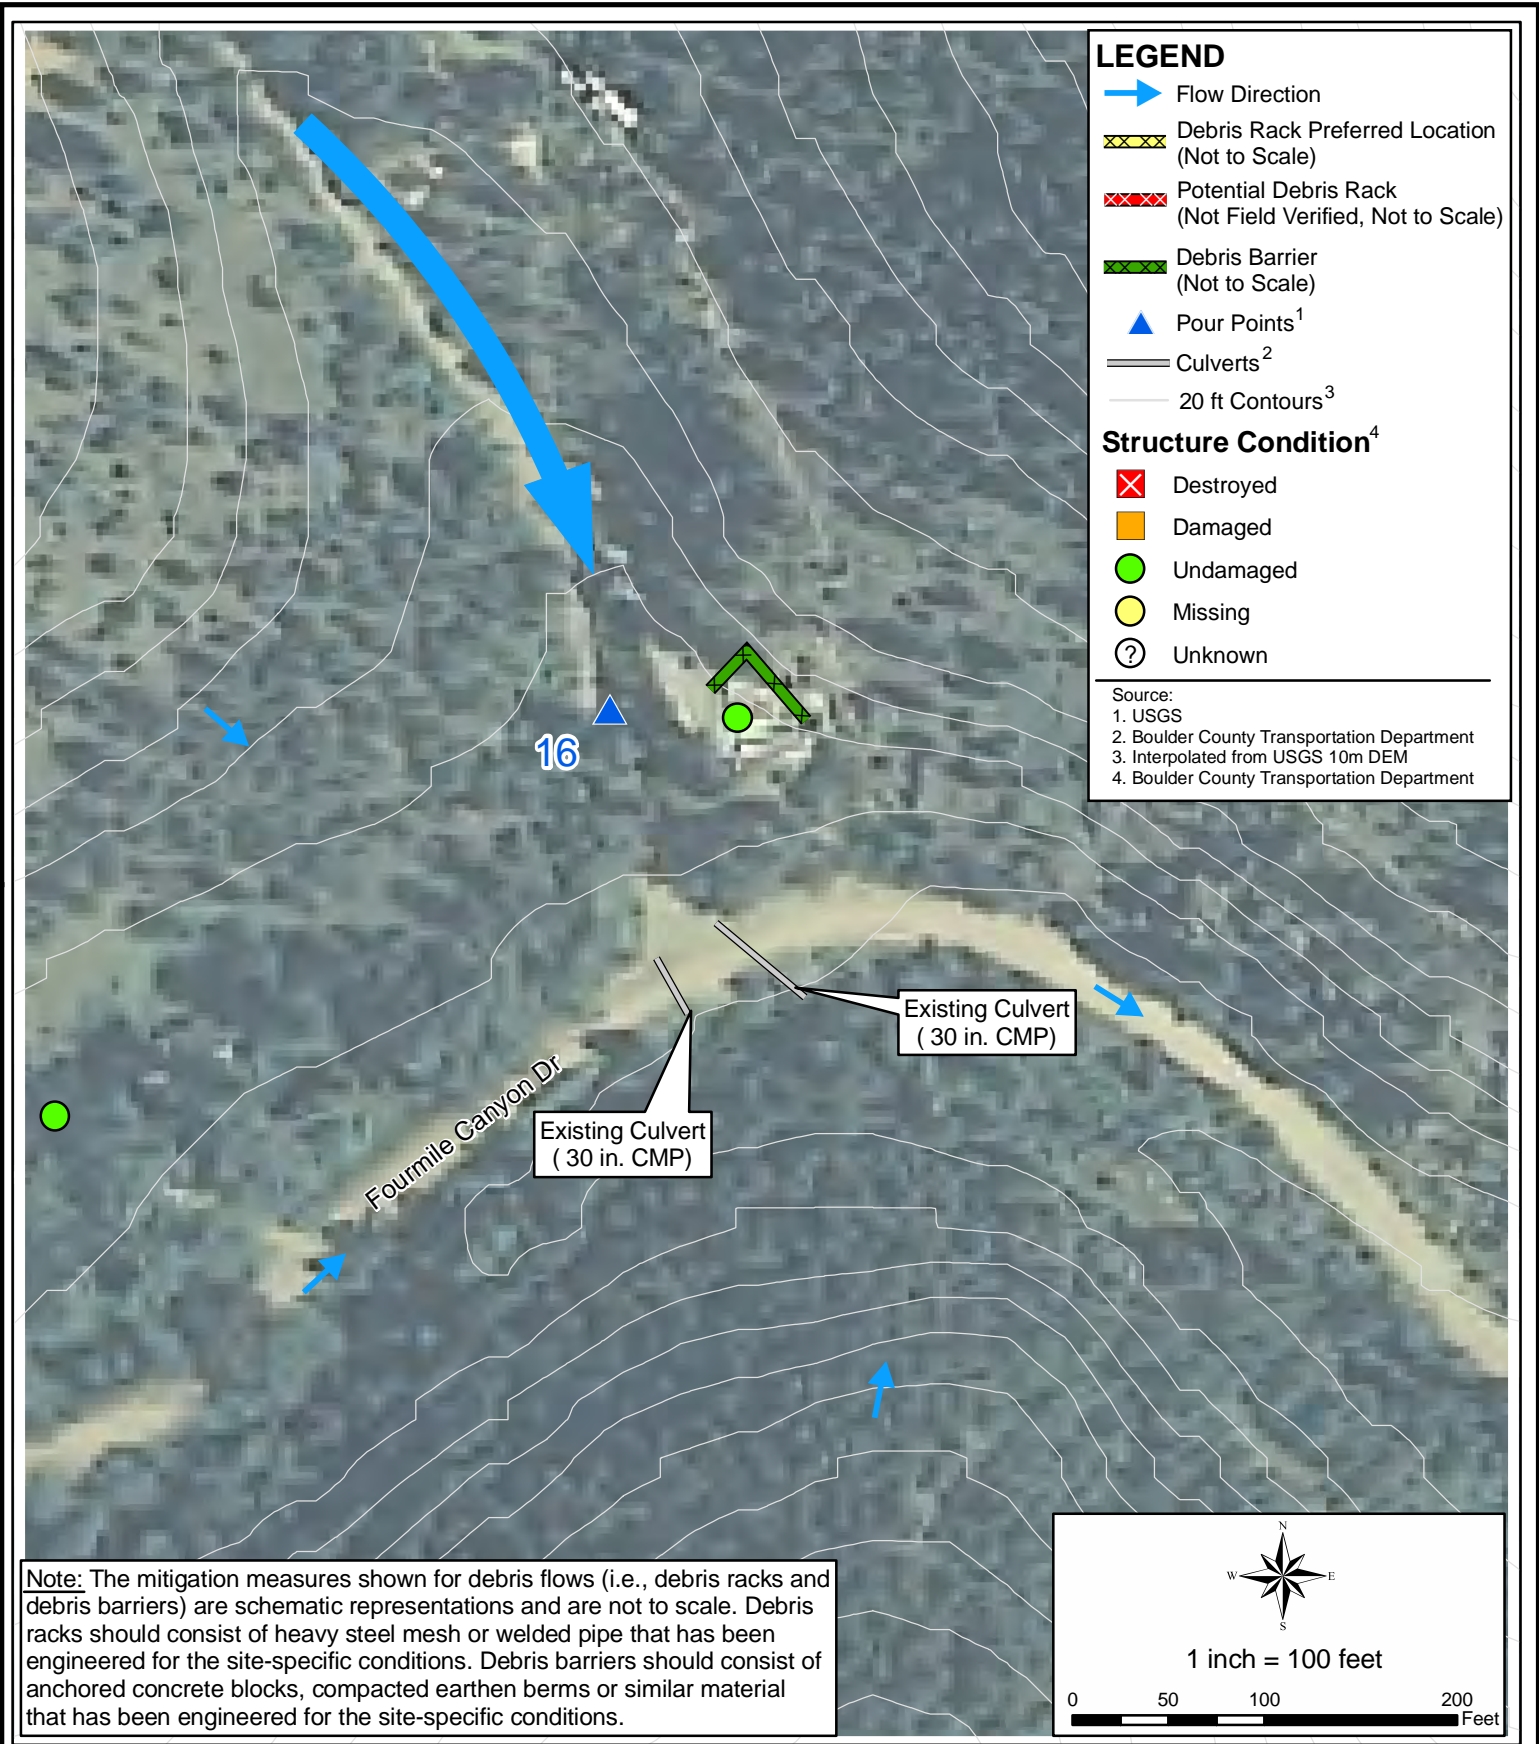 LEGEND
Flow Direction
Debris Rack Preferred Location
(Not to Scale)
Potential Debris Rack
(Not Field Verified, Not to Scale)
Debris Barrier
(Not to Scale)
Pour Points1
Culverts2
20 ft Contours3
Structure Condition4
Destroyed
Damaged
Undamaged
Missing
?
Unknown
Source:
1. USGS
2. Boulder County Transportation Department
3. Interpolated from USGS 10m DEM
4. Boulder County Transportation Department
16
Existing Culvert
( 30 in. CMP)
Existing Culvert
( 30 in. CMP)
Fourmile Canyon Dr
Note: The mitigation measures shown for debris flows (i.e., debris racks and
debris barriers) are schematic representations and are not to scale. Debris
racks should consist of heavy steel mesh or welded pipe that has been
engineered for the site-specific conditions. Debris barriers should consist of
anchored concrete blocks, compacted earthen berms or similar material
that has been engineered for the site-specific conditions.
N
W E
S
1 inch = 100 feet
0 50 100 200
Feet